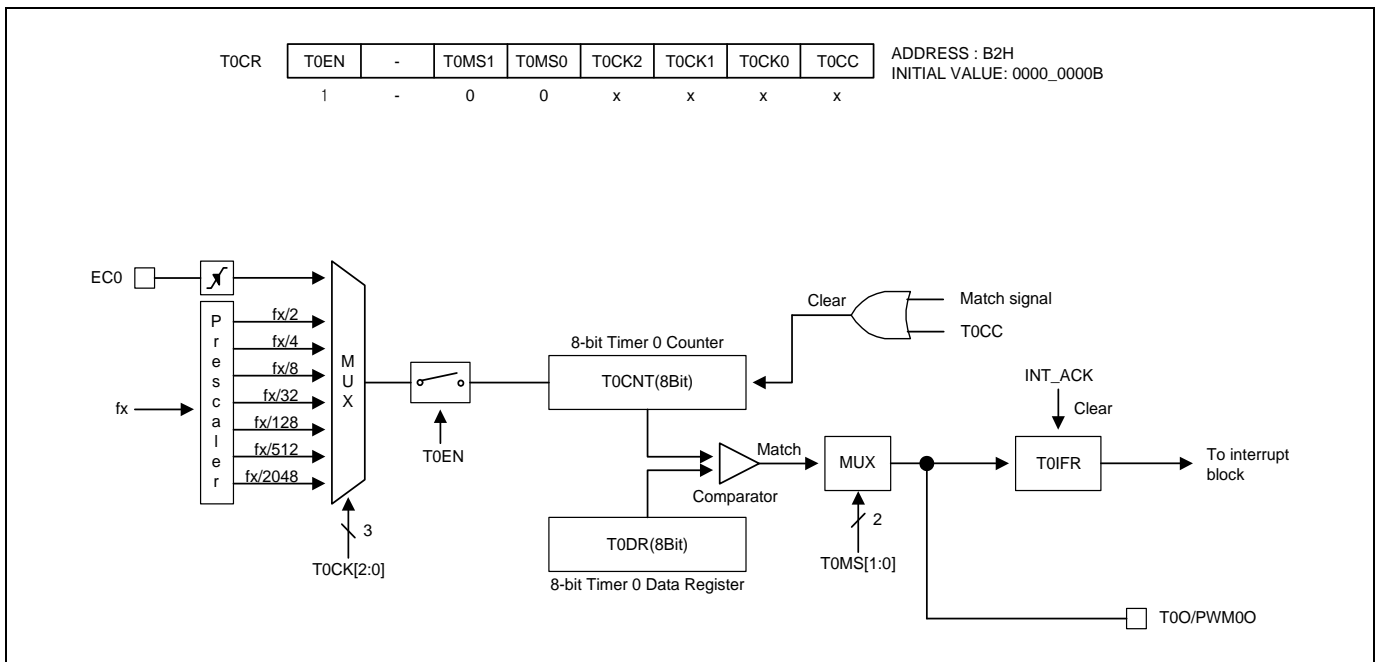 T0CR T0EN - T0MS1 T0MS0 T0CK2 T0CK1 T0CK0 T0CC ADDRESS : B2H
INITIAL VALUE: 0000_0000B
1 - 0 0 x x x x
EC0
Prescaler
fx
fx/2
fx/4
fx/8
fx/32
fx/128
fx/512
fx/2048
MUX
3
T0CK[2:0]
T0EN
8-bit Timer 0 Counter
T0CNT(8Bit)
Clear
Match signal
T0CC
Comparator
Match
T0DR(8Bit)
8-bit Timer 0 Data Register
MUX
2
T0MS[1:0]
INT_ACK
Clear
T0IFR
To interrupt
block
T0O/PWM0O